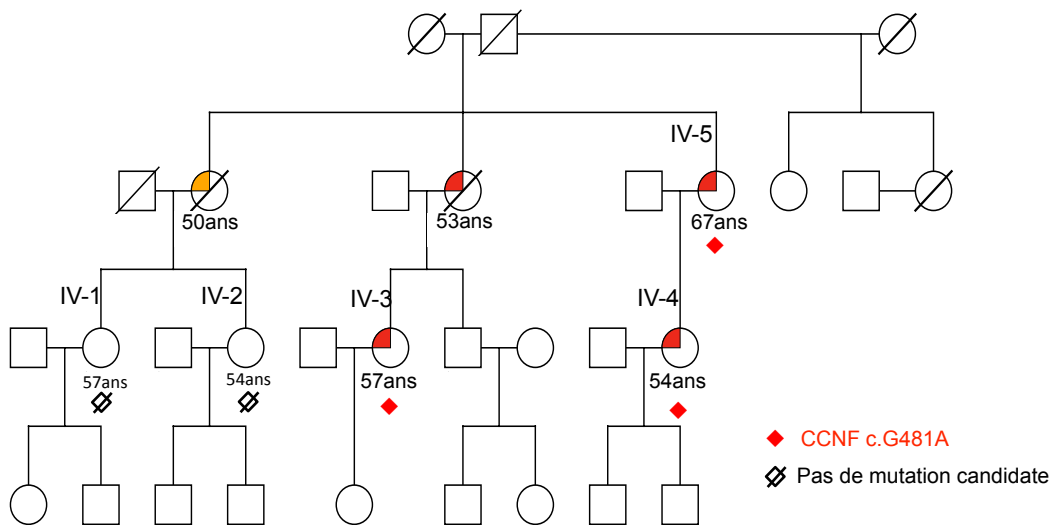 IV-5
50ans
53ans
67ans
IV-1
IV-2
IV-3
IV-4
57ans
54ans
57ans
54ans
CCNF c.G481A
Pas de mutation candidate